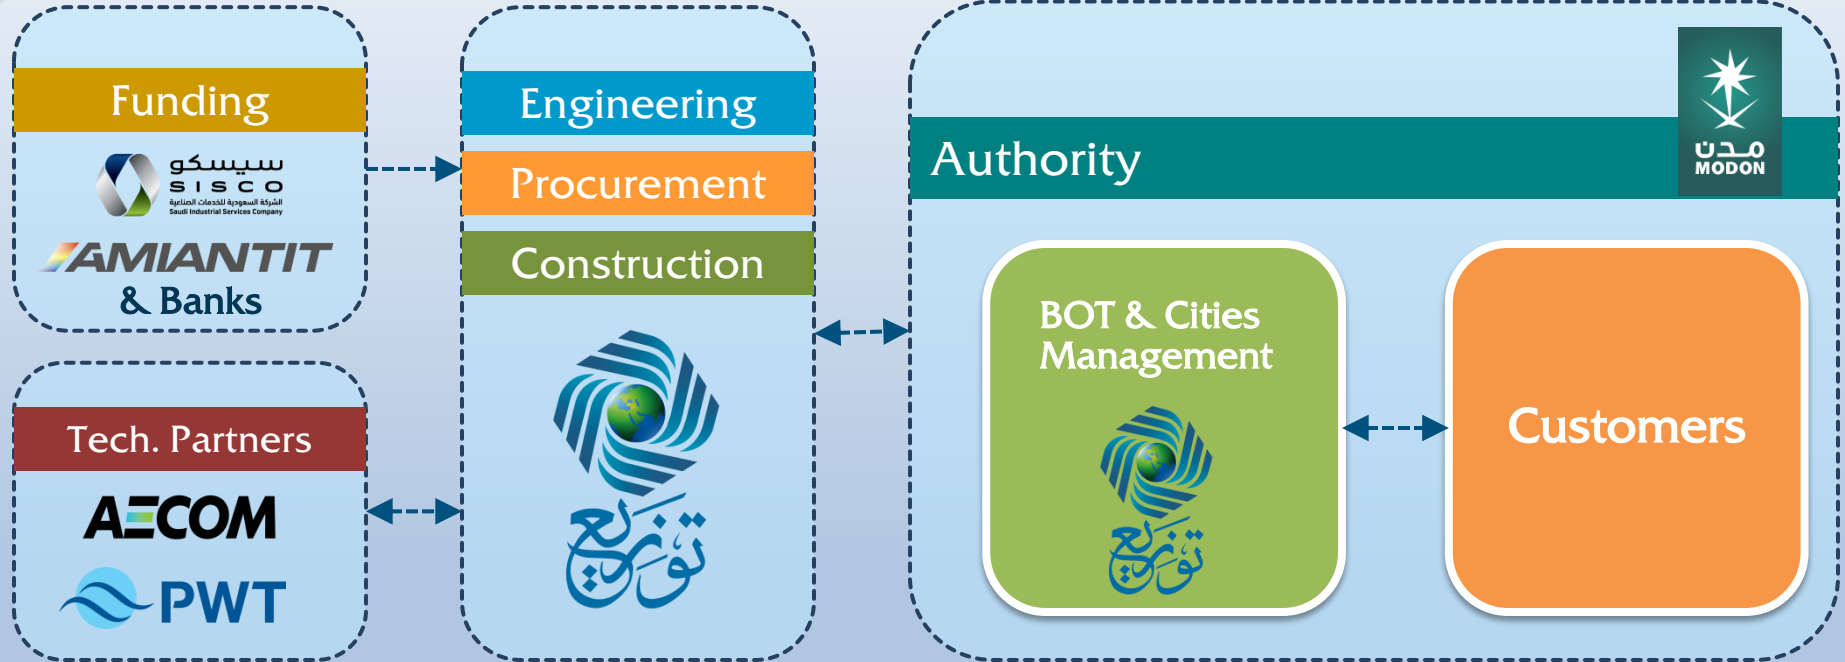 Funding
سيسكو
SISCO
الشركة السعودية للخدمات الصناعية
Saudi Industrial Services Company
AMIANTIT
& Banks
Tech. Partners
AECOM
PWT
Engineering
Procurement
Construction
توزيع
Authority
مدن
MODON
BOT & Cities
Management
توزيع
Customers